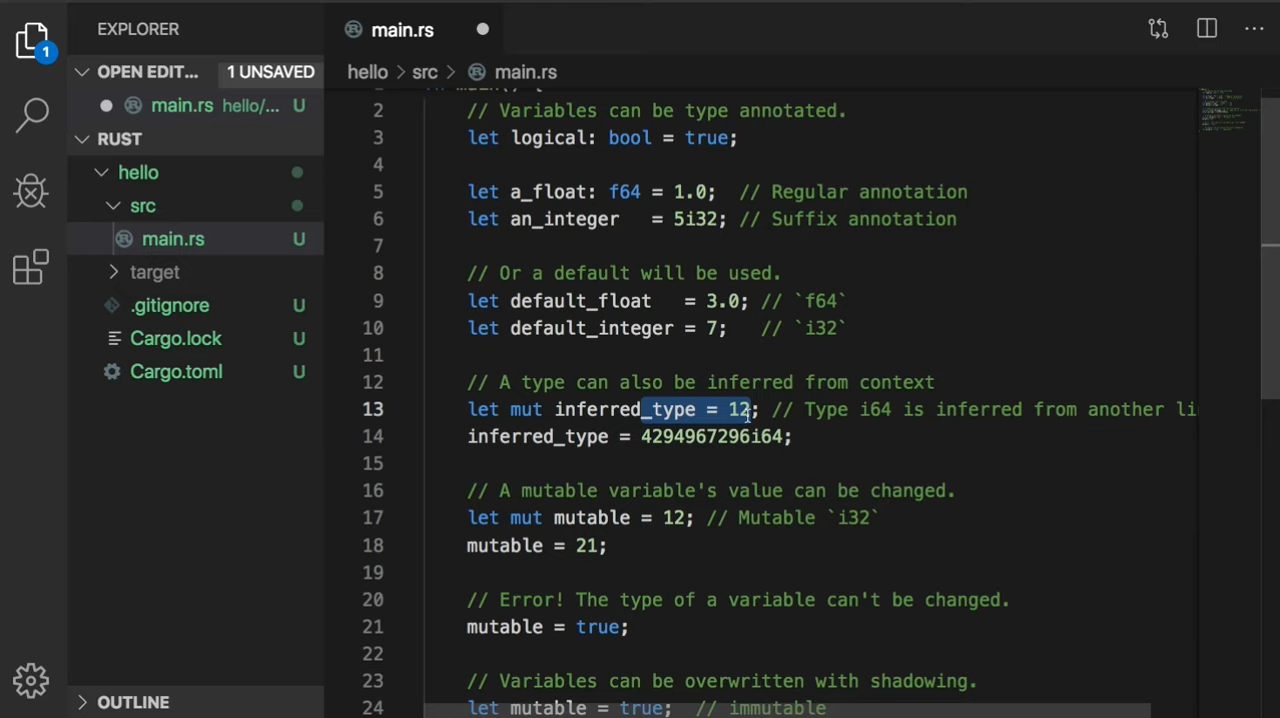 EXPLORER
OPEN EDIT... 1 UNSAVED
main.rs hello/... U
RUST
hello
src
main.rs U
target
.gitignore U
Cargo.lock U
Cargo.toml U
OUTLINE
1
main.rs
hello > src > main.rs
2 // Variables can be type annotated.
3 let logical: bool = true;
4
5 let a_float: f64 = 1.0; // Regular annotation
6 let an_integer = 5i32; // Suffix annotation
7
8 // Or a default will be used.
9 let default_float = 3.0; // `f64`
10 let default_integer = 7; // `i32`
11
12 // A type can also be inferred from context
13 let mut inferred_type = 12; // Type i64 is inferred from another li
14 inferred_type = 4294967296i64;
15
16 // A mutable variable's value can be changed.
17 let mut mutable = 12; // Mutable `i32`
18 mutable = 21;
19
20 // Error! The type of a variable can't be changed.
21 mutable = true;
22
23 // Variables can be overwritten with shadowing.
24 let mutable = true; // immutable